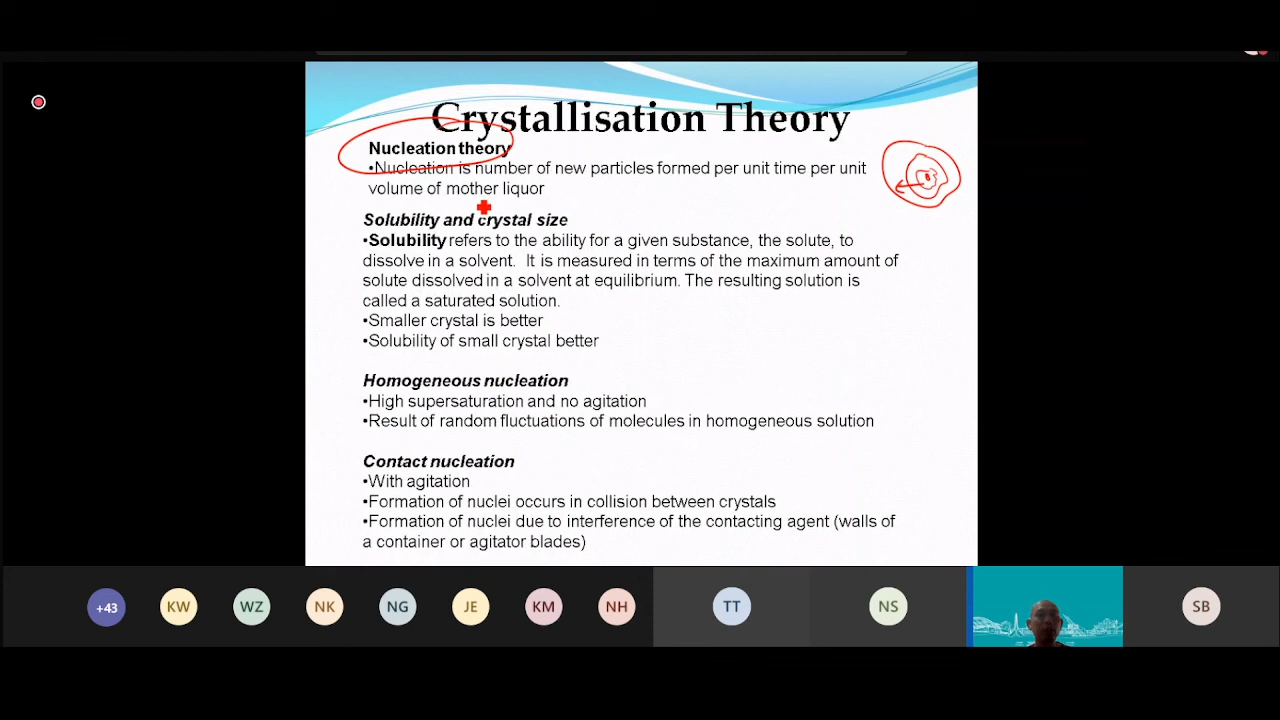 Crystallisation Theory
Nucleation theory
•Nucleation is number of new particles formed per unit time per unit
volume of mother liquor
Solubility and crystal size
•Solubility refers to the ability for a given substance, the solute, to
dissolve in a solvent. It is measured in terms of the maximum amount of
solute dissolved in a solvent at equilibrium. The resulting solution is
called a saturated solution.
•Smaller crystal is better
•Solubility of small crystal better
Homogeneous nucleation
•High supersaturation and no agitation
•Result of random fluctuations of molecules in homogeneous solution
Contact nucleation
•With agitation
•Formation of nuclei occurs in collision between crystals
•Formation of nuclei due to interference of the contacting agent (walls of
a container or agitator blades)
+43 KW WZ NK NG JE KM NH TT NS SB